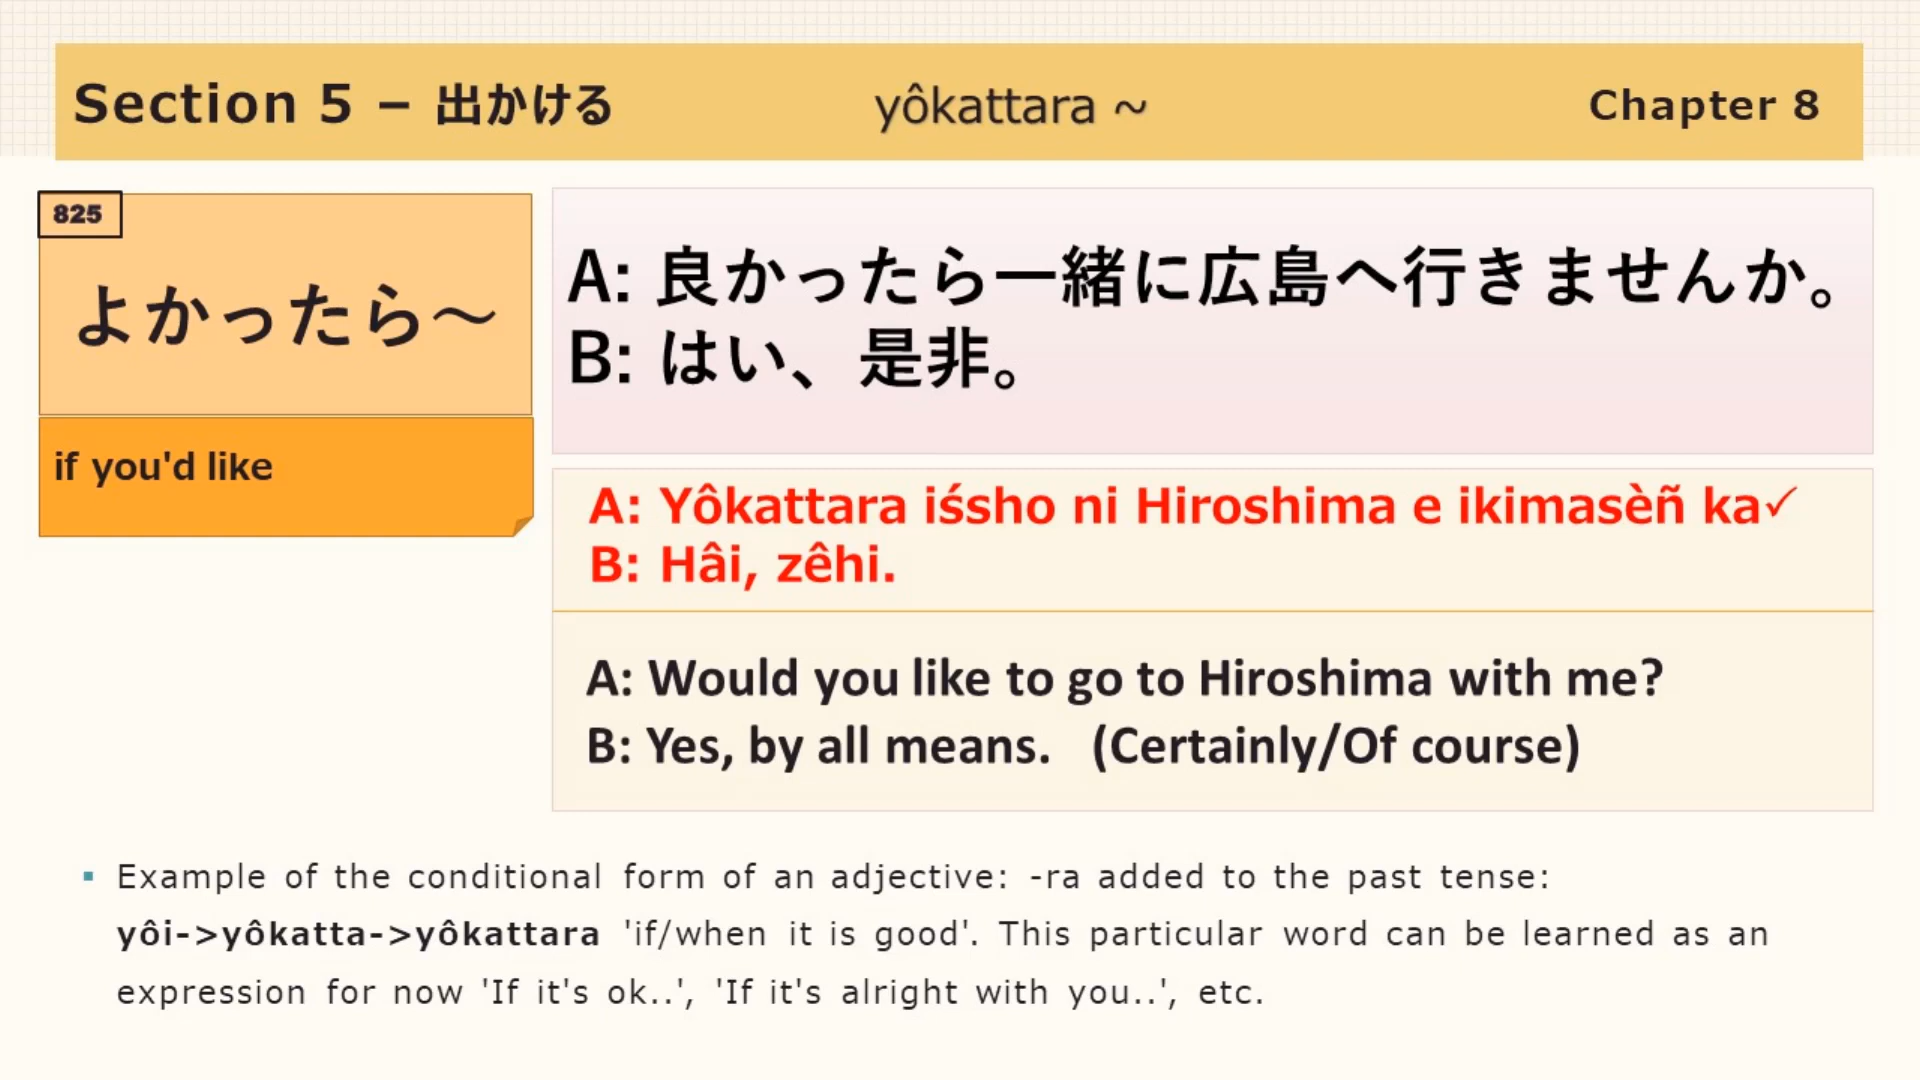 Section 5 – 出かける
yôkattara ~
Chapter 8
825
よかったら～
if you'd like
A: 良かったら一緒に広島へ行きませんか。
B: はい、是非。
A: Yôkattara iśsho ni Hiroshima e ikimasèñ ka✓
B: Hâi, zêhi.
A: Would you like to go to Hiroshima with me?
B: Yes, by all means. (Certainly/Of course)
▪ Example of the conditional form of an adjective: -ra added to the past tense:
yôi->yôkatta->yôkattara 'if/when it is good'. This particular word can be learned as an
expression for now 'If it's ok..', 'If it's alright with you..', etc.